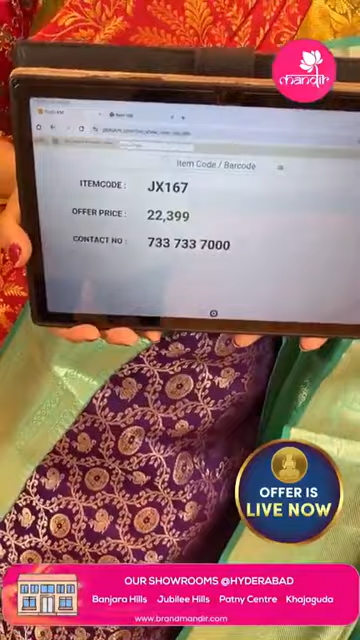 mandir
Item Code / Barcode
ITEMCODE : JX167
OFFER PRICE : 22,399
CONTACT NO : 733 733 7000
OFFER IS
LIVE NOW
OUR SHOWROOMS @HYDERABAD
Banjara Hills Jubilee Hills Patny Centre Khajaguda
www.brandmandir.com